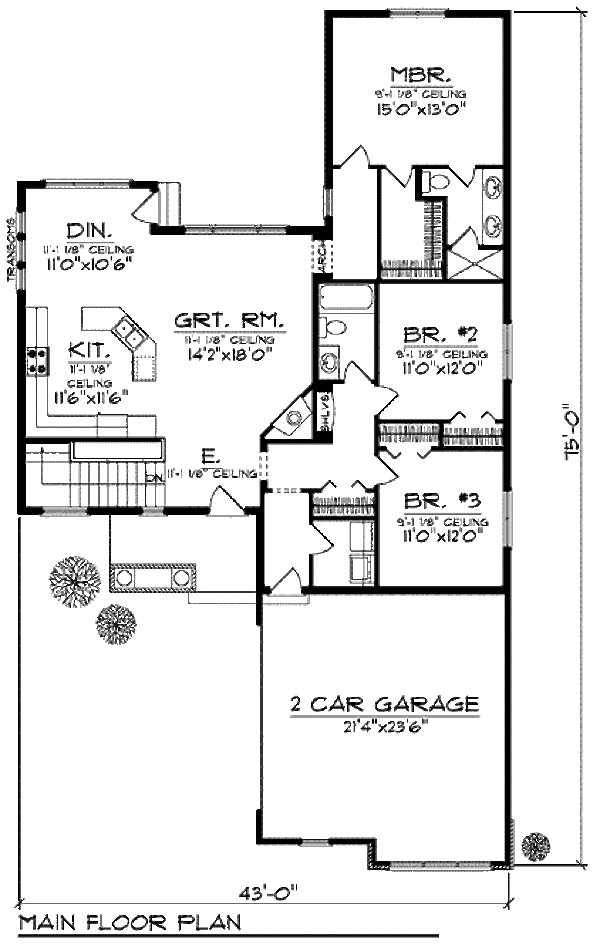 MBR.
9'-1 1/8" CEILING
15'0"x13'0"
TRANSOMS
DIN.
11'-1 1/8" CEILING
11'0"x10'6"
ARCH
GRT. RM.
11'-1 1/8" CEILING
14'2"x18'0"
KIT.
11'-1 1/8"
CEILING
11'6"x11'6"
BR. #2
9'-1 1/8" CEILING
11'0"x12'0"
SHLVS
E.
11'-1 1/8" CEILING
DN.
BR. #3
9'-1 1/8" CEILING
11'0"x12'0"
75'-0"
2 CAR GARAGE
21'4"x23'6"
43'-0"
MAIN FLOOR PLAN